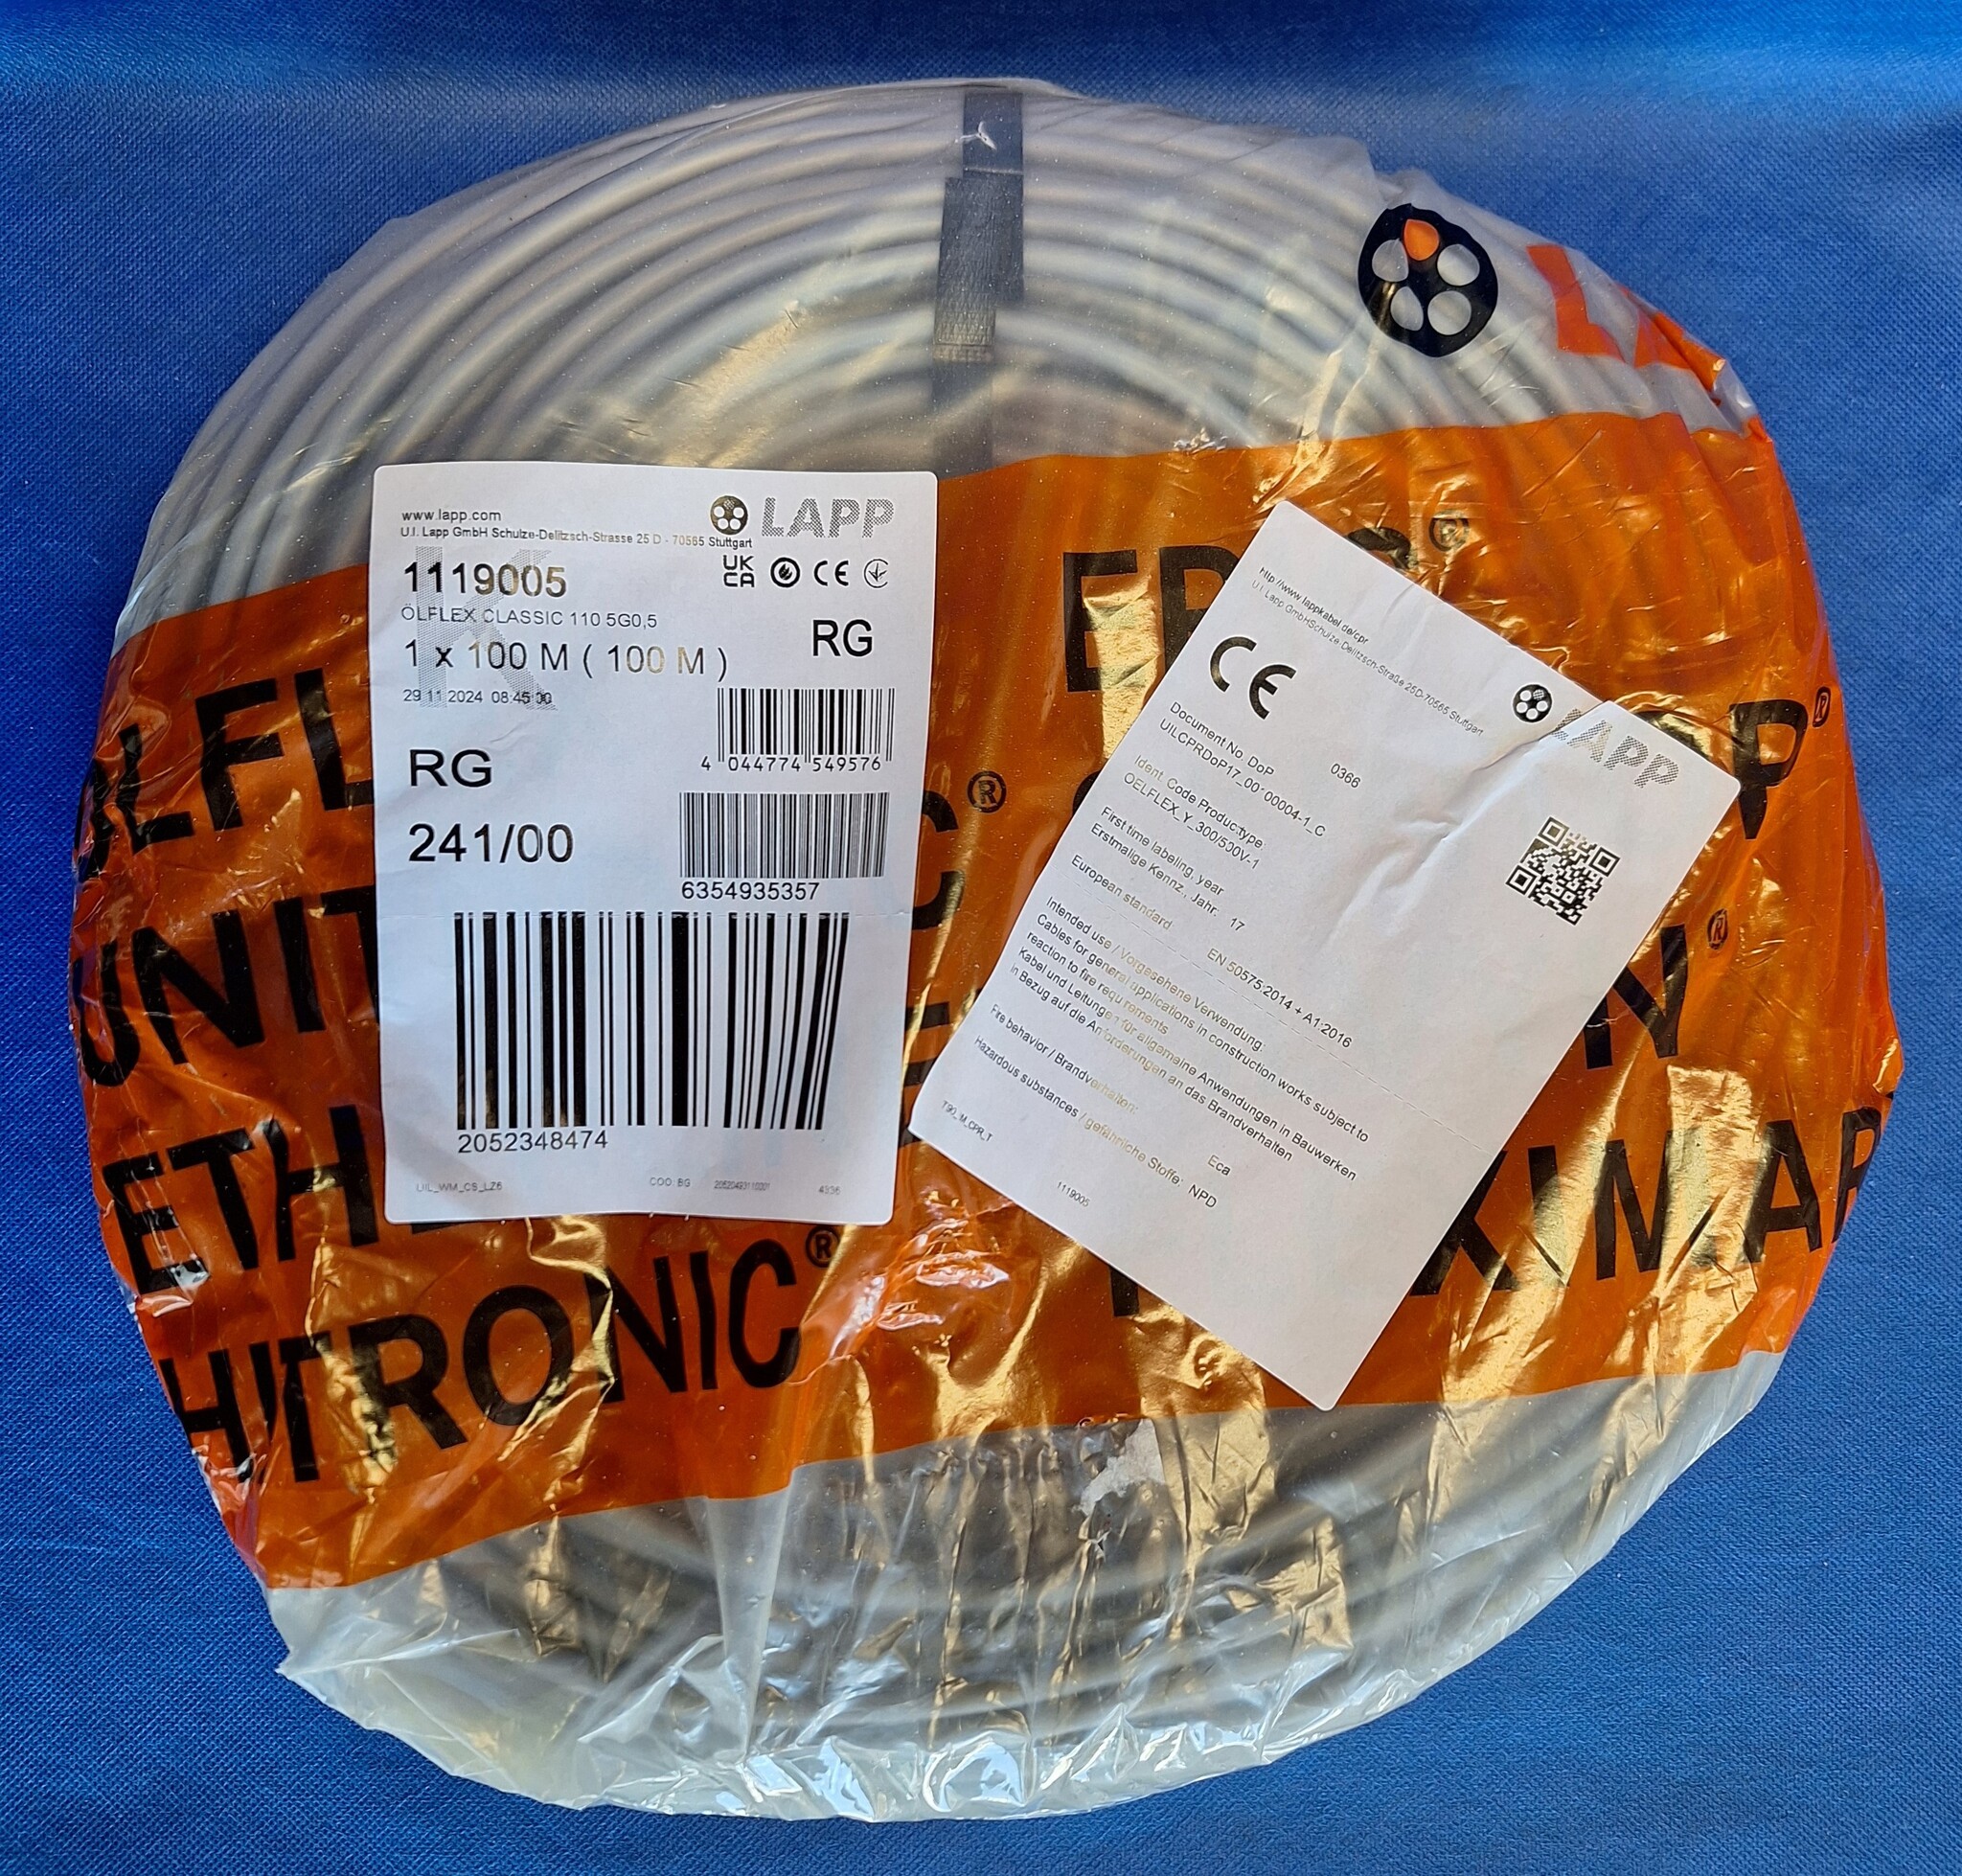 www.lapp.com
LAPP
U.I. Lapp GmbH Schulze-Delitzsch-Strasse 25 D - 70565 Stuttgart
K
UK
CA
CE
1119005
ÖLFLEX CLASSIC 110 5G0,5
RG
1 x 100 M ( 100 M )
29.11.2024 08:45:00
4 044774 549576
RG
241/00
6354935357
2052348474
UIL_WM_CS_LZ6
COO: BG
4936
http://www.lappkabel.de/cpr
U.I. Lapp GmbHSchulze-Delitzsch-Straße 25D-70565 Stuttgart
LAPP
CE
0366
Document No. DoP
UILCPRDoP17_00100004-1_C
Ident. Code Producttype
OELFLEX_Y_300/500V-1
First time labeling, year
Erstmalige Kennz., Jahr: 17
European standard EN 50575:2014 + A1:2016
Intended use / Vorgesehene Verwendung:
Cables for general applications in construction works subject to
reaction to fire requirements
Kabel und Leitungen für allgemeine Anwendungen in Bauwerken
in Bezug auf die Anforderungen an das Brandverhalten
Fire behavior / Brandverhalten: Eca
Hazardous substances / gefährliche Stoffe: NPD
T90_IM_CPR_T
1119005
ÖLFL
UNIT
C®
ETH
HITRONIC®
P®
N®
XIMAR